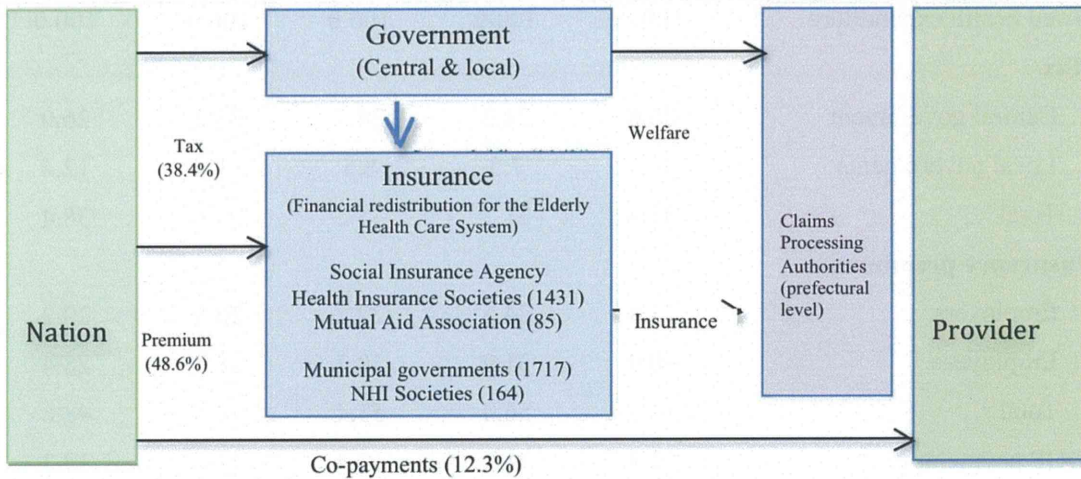 Government
(Central & local)
Tax
(38.4%)
Welfare
Insurance
(Financial redistribution for the Elderly
Health Care System)
Social Insurance Agency
Health Insurance Societies (1431)
Mutual Aid Association (85)
Municipal governments (1717)
NHI Societies (164)
Nation
Premium
(48.6%)
Insurance
Claims
Processing
Authorities
(prefectural
level)
Provider
Co-payments (12.3%)